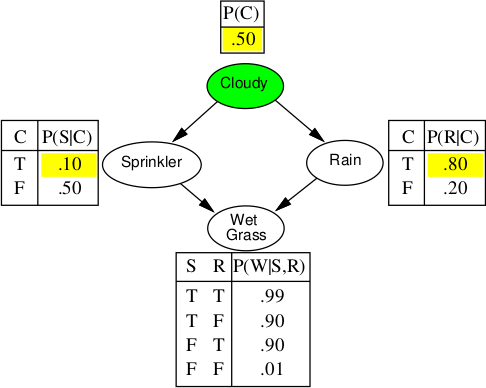 P(C)
.50
Cloudy
C P(S|C)
T .10
F .50
Sprinkler
Rain
C P(R|C)
T .80
F .20
Wet
Grass
S R P(W|S,R)
T T .99
T F .90
F T .90
F F .01